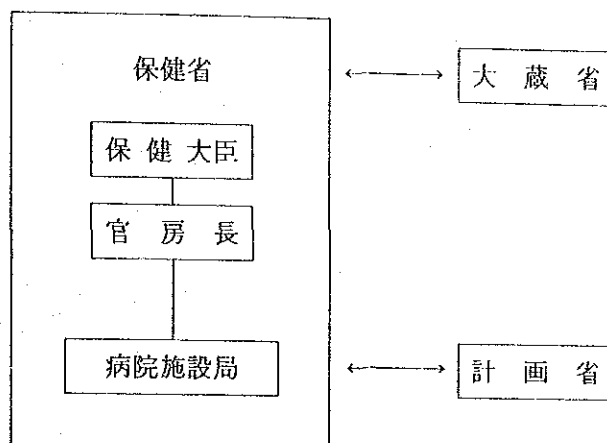 保健省
大蔵省
保健大臣
官房長
病院施設局
計画省